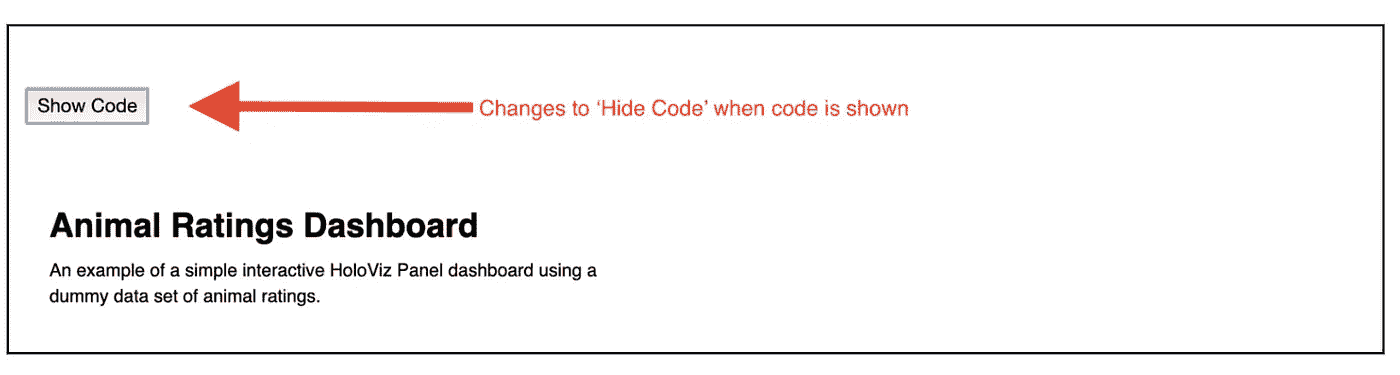 Show Code
Changes to ‘Hide Code’ when code is shown
Animal Ratings Dashboard
An example of a simple interactive HoloViz Panel dashboard using a
dummy data set of animal ratings.